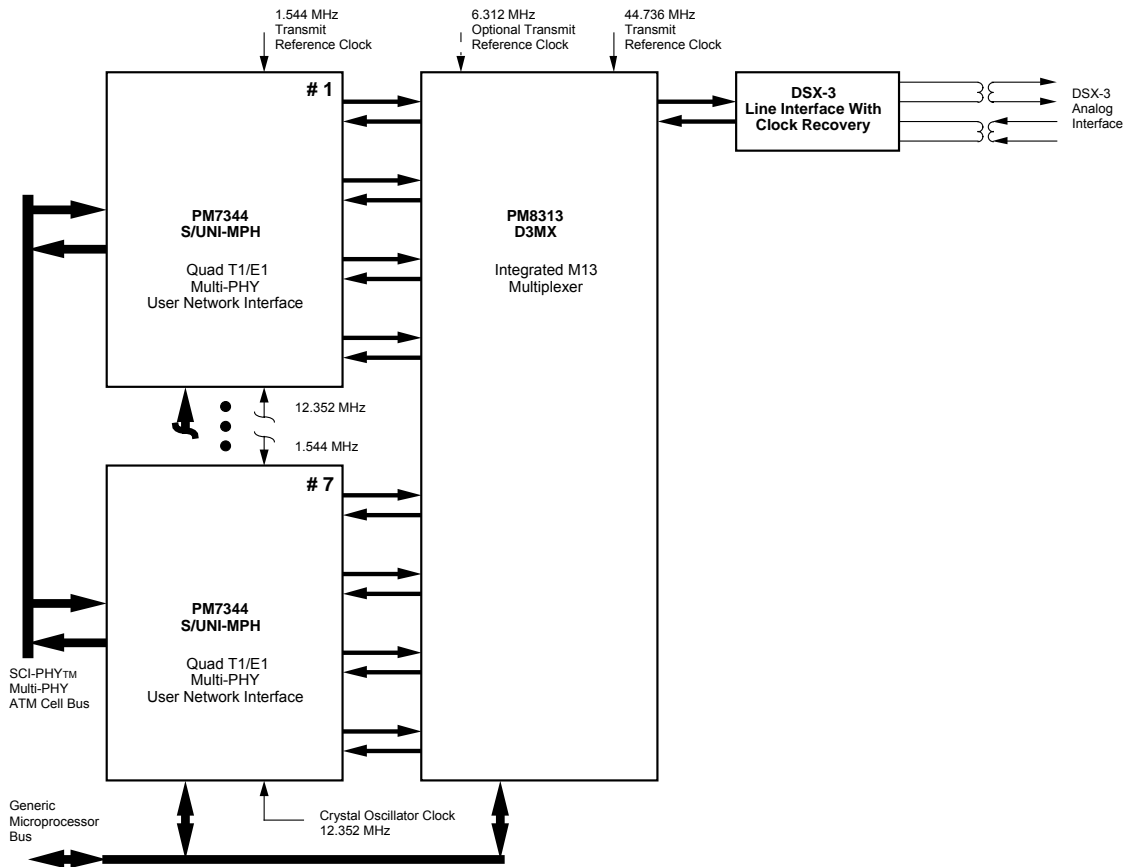 1.544 MHz
Transmit
Reference Clock
6.312 MHz
Optional Transmit
Reference Clock
44.736 MHz
Transmit
Reference Clock
# 1
PM7344
S/UNI-MPH
Quad T1/E1
Multi-PHY
User Network Interface
PM8313
D3MX
Integrated M13
Multiplexer
DSX-3
Line Interface With
Clock Recovery
DSX-3
Analog
Interface
12.352 MHz
1.544 MHz
# 7
PM7344
S/UNI-MPH
Quad T1/E1
Multi-PHY
User Network Interface
SCI-PHY™
Multi-PHY
ATM Cell Bus
Generic
Microprocessor
Bus
Crystal Oscillator Clock
12.352 MHz